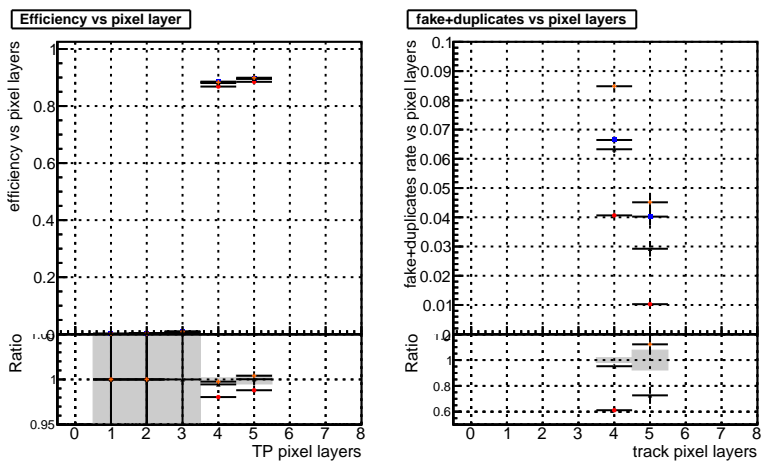 Efficiency vs pixel layer
efficiency vs pixel layers
1
0.8
0.6
0.4
0.2
Ratio
1
0.95
0 1 2 3 4 5 6 7 8
TP pixel layers
fake+duplicates vs pixel layers
fake+duplicates rate vs pixel layers
0.1
0.09
0.08
0.07
0.06
0.05
0.04
0.03
0.02
0.01
Ratio
1
0.8
0.6
0 1 2 3 4 5 6 7 8
track pixel layers